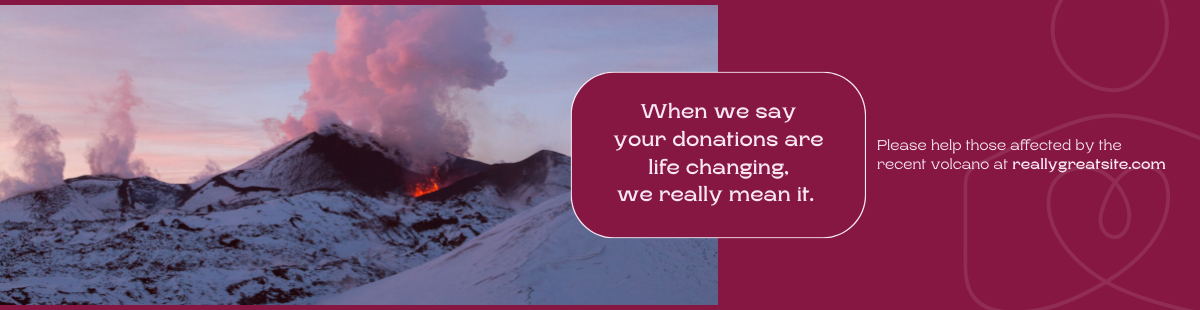 When we say
your donations are
life changing,
we really mean it.
Please help those affected by the
recent volcano at reallygreatsite.com